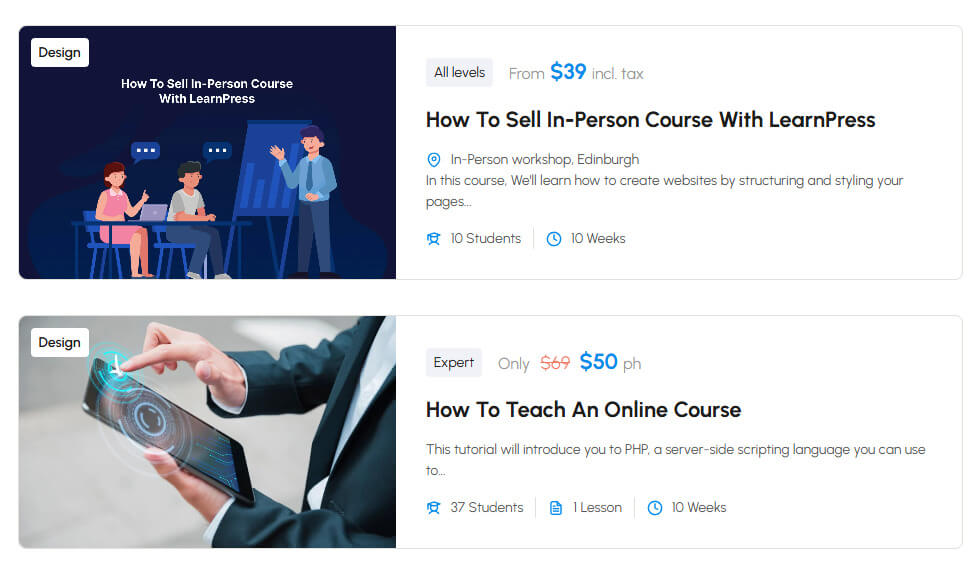 Design
How To Sell In-Person Course
With LearnPress
All levels
From $39 incl. tax
How To Sell In-Person Course With LearnPress
In-Person workshop, Edinburgh
In this course, We'll learn how to create websites by structuring and styling your
pages...
10 Students
10 Weeks
Design
Expert
Only $69 $50 ph
How To Teach An Online Course
This tutorial will introduce you to PHP, a server-side scripting language you can use
to...
37 Students
1 Lesson
10 Weeks